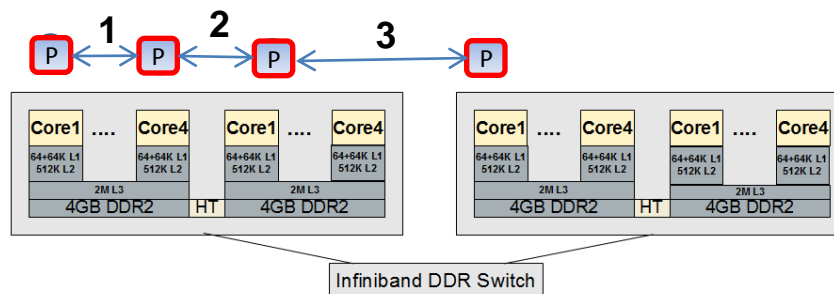 1 2 3
P P P P
Core1 .... Core4 Core1 .... Core4 Core1 .... Core4 Core1 .... Core4
64+64K L1 64+64K L1 64+64K L1 64+64K L1 64+64K L1 64+64K L1 64+64K L1 64+64K L1
512K L2 512K L2 512K L2 512K L2 512K L2 512K L2 512K L2 512K L2
2M L3 2M L3 2M L3 2M L3
4GB DDR2 HT 4GB DDR2 4GB DDR2 HT 4GB DDR2
Infiniband DDR Switch